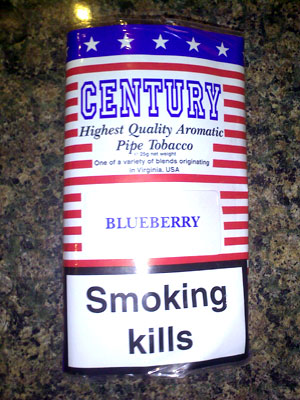 CENTURY
Highest Quality Aromatic
Pipe Tobacco
25g net weight
One of a variety of blends originating
in Virginia, USA
BLUEBERRY
Smoking
kills